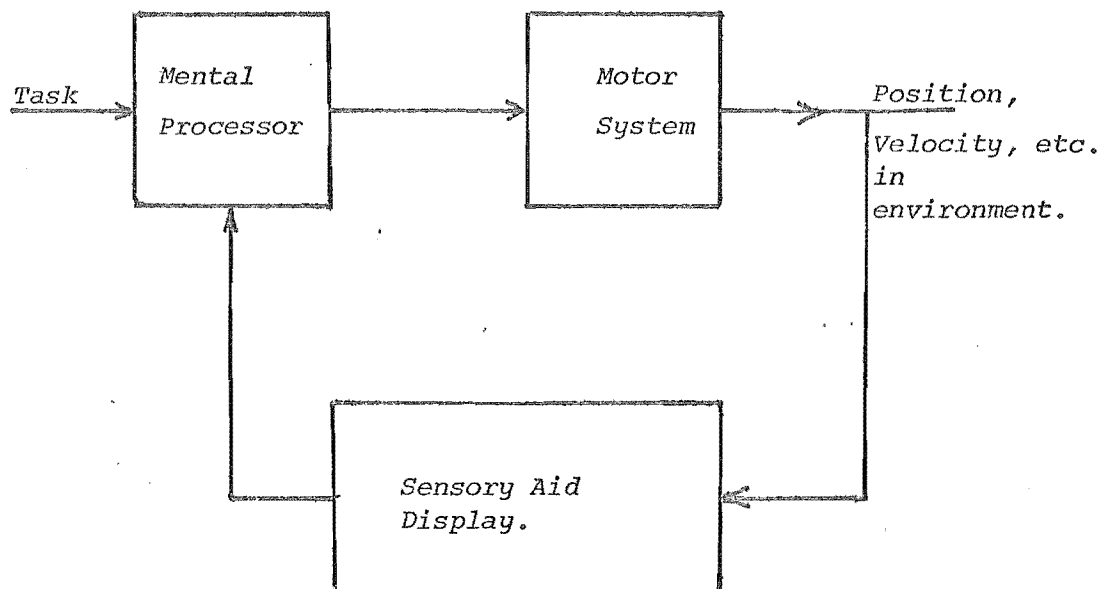 Task
Mental
Processor
Motor
System
Position,
Velocity, etc.
in
environment.
Sensory Aid
Display.